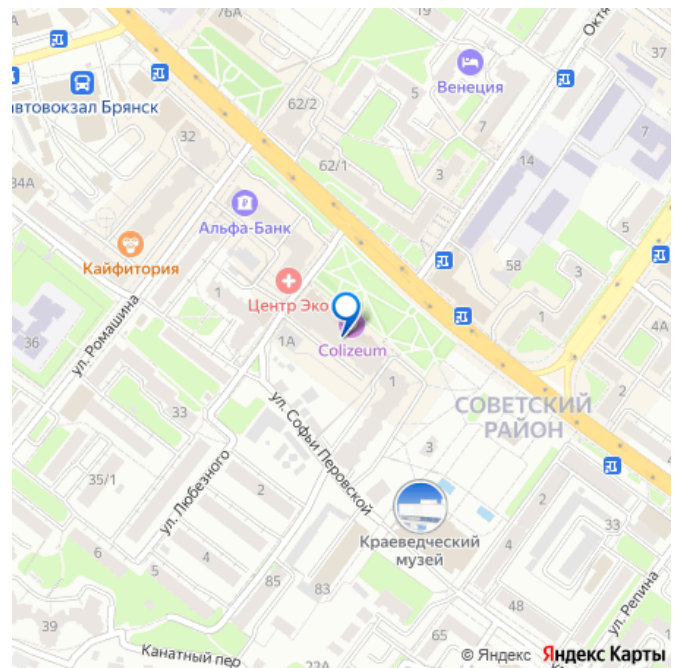 76А
19
Октя
37
автовокзал Брянск
62/2
Венеция
5
7
7
32
62/1
3
14
34А
Альфа-Банк
5
Кайфитория
58
3
1
Центр Эко
ул. Ромашина
36
1А
Colizeum
4А
1
2
СОВЕТСКИЙ
РАЙОН
33
ул. Софьи Перовской
3
35/1
ул. Любезного
2
2
33
Краеведческий
музей
4
6
5
4
85
83
48
ул. Репина
39
65
Канатный пер
22А
© Яндекс Яндекс Карты